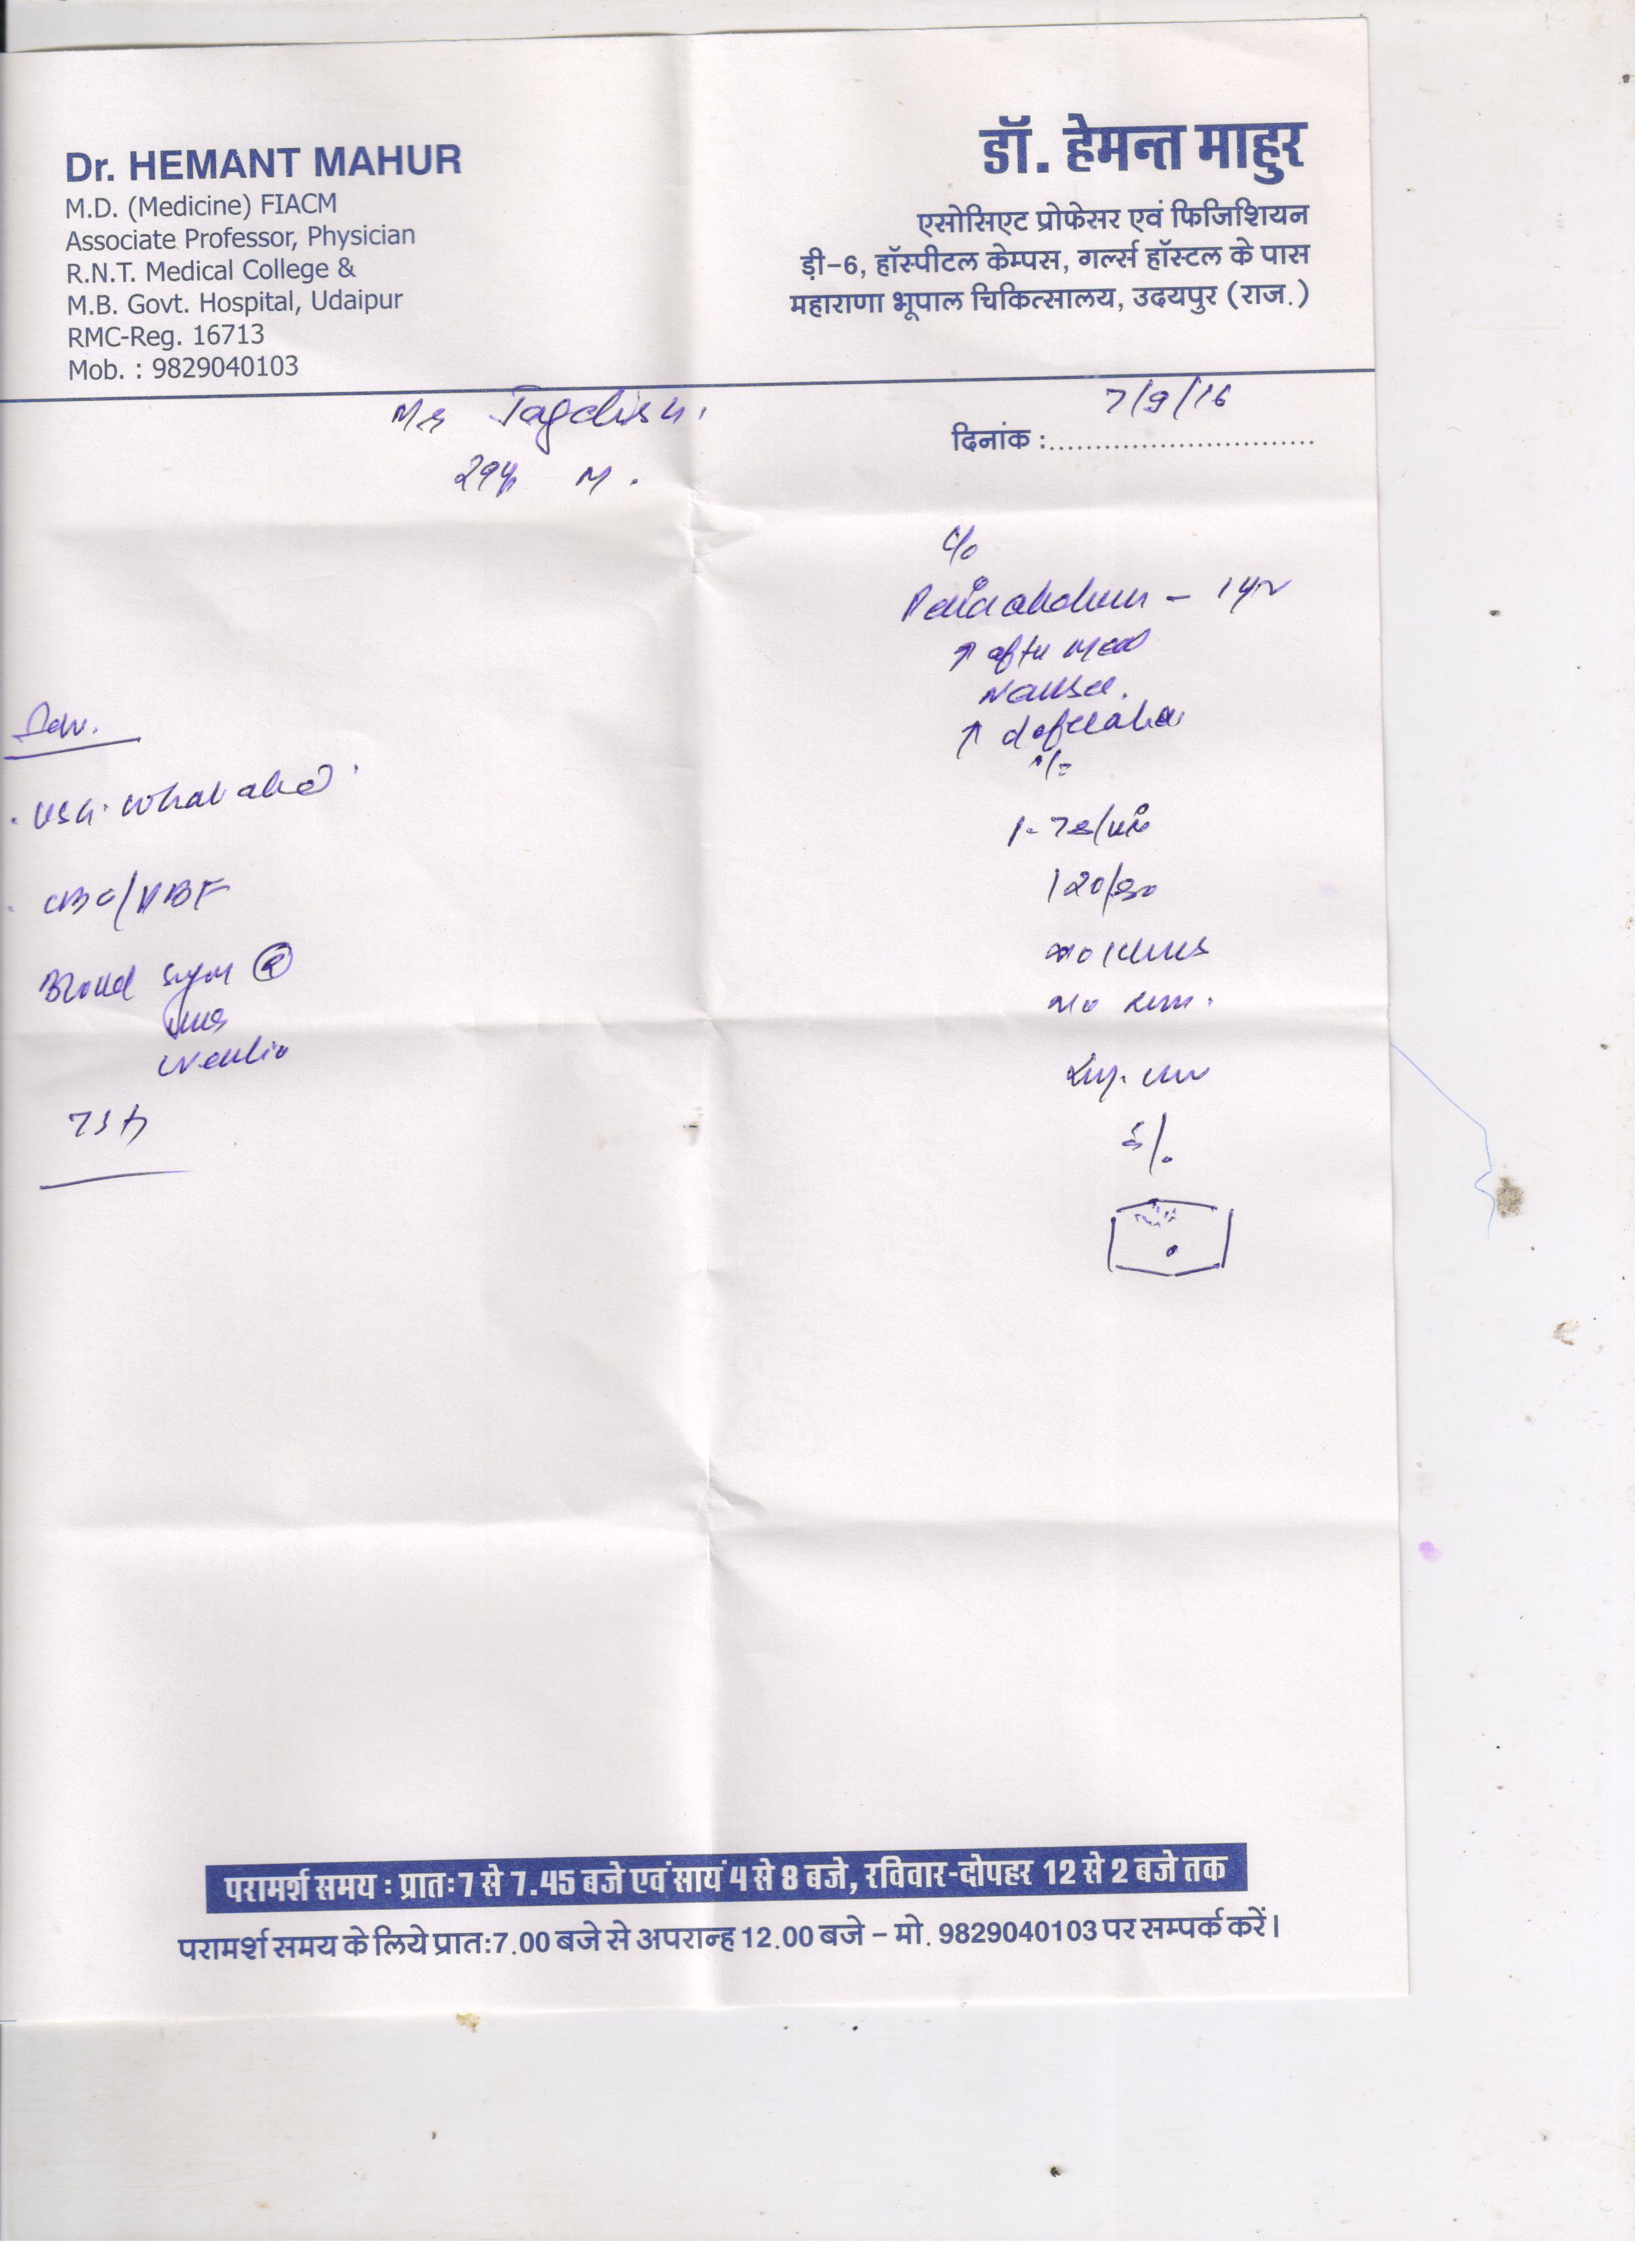 Dr. HEMANT MAHUR
M.D. (Medicine) FIACM
Associate Professor, Physician
R.N.T. Medical College &
M.B. Govt. Hospital, Udaipur
RMC-Reg. 16713
Mob. : 9829040103
डॉ. हेमन्त माहुर
एसोसिएट प्रोफेसर एवं फिजिशियन
ड़ी-6, हॉस्पीटल केम्पस, गर्ल्स हॉस्टल के पास
महाराणा भूपाल चिकित्सालय, उदयपुर (राज.)
Mr Jagdish.
29y M.
7/9/16
दिनांक :..............................
c/o
Pain abdomen - 1yr
↑ after meal
Nausea.
↑
120/80
No
No
S/o
USG. whole abd
CBC/PBF
Blood sugar
Urea
TSH
परामर्श समय : प्रातः 7 से 7.45 बजे एवं सायं 4 से 8 बजे, रविवार-दोपहर 12 से 2 बजे तक
परामर्श समय के लिये प्रातः 7.00 बजे से अपरान्ह 12.00 बजे – मो. 9829040103 पर सम्पर्क करें।